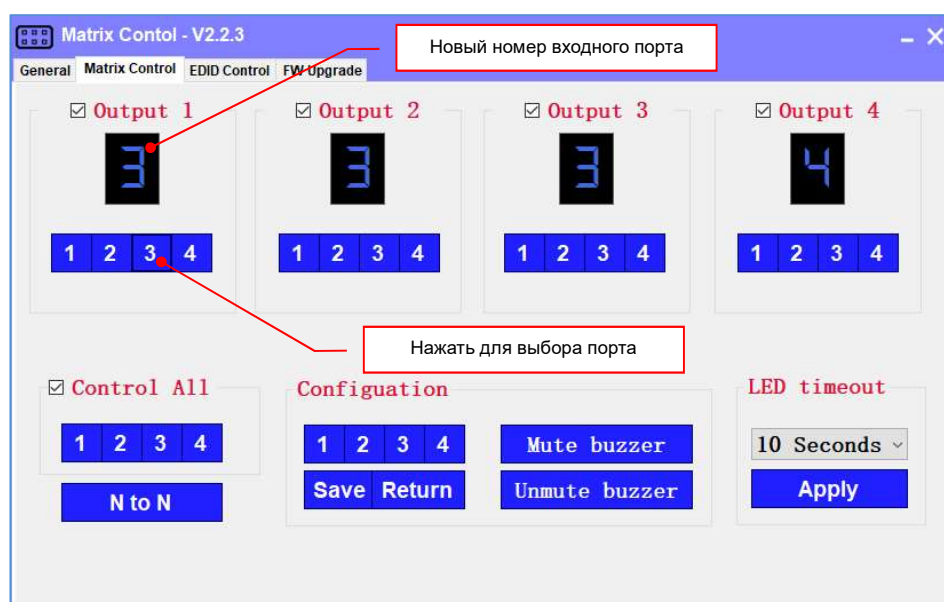 Matrix Contol - V2.2.3
Новый номер входного порта
General Matrix Control EDID Control FW Upgrade
Output 1 Output 2 Output 3 Output 4
3 3 3 4
1 2 3 4 1 2 3 4 1 2 3 4 1 2 3 4
Нажать для выбора порта
Control All Configuation LED timeout
1 2 3 4 1 2 3 4 Mute buzzer 10 Seconds
N to N Save Return Unmute buzzer Apply